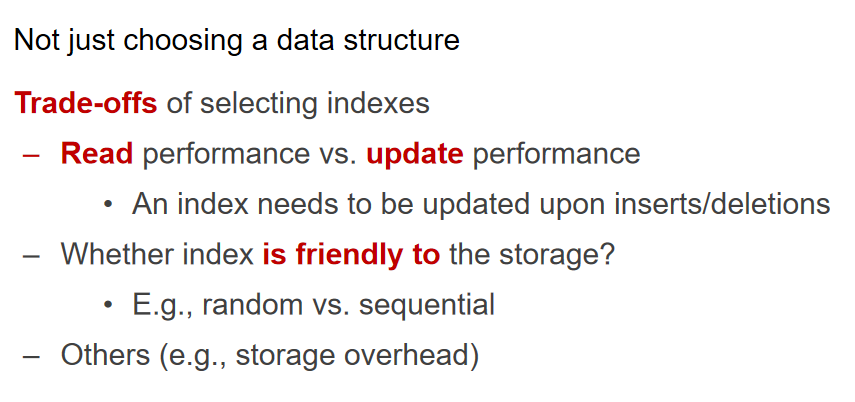 Not just choosing a data structure
Trade-offs of selecting indexes
– Read performance vs. update performance
• An index needs to be updated upon inserts/deletions
– Whether index is friendly to the storage?
• E.g., random vs. sequential
– Others (e.g., storage overhead)